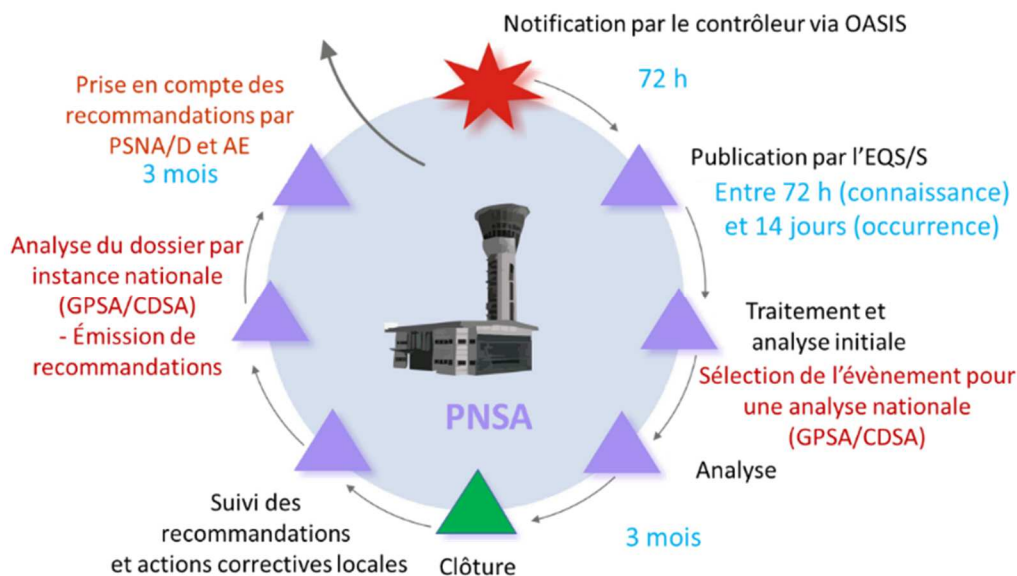 Notification par le contrôleur via OASIS
72 h
Publication par l'EQS/S
Entre 72 h (connaissance)
et 14 jours (occurrence)
Traitement et
analyse initiale
Sélection de l'évènement pour
une analyse nationale
(GPSA/CDSA)
Analyse
3 mois
Clôture
Suivi des
recommandations
et actions correctives locales
Analyse du dossier par
instance nationale
(GPSA/CDSA)
- Émission de
recommandations
Prise en compte des
recommandations par
PSNA/D et AE
3 mois
PNSA